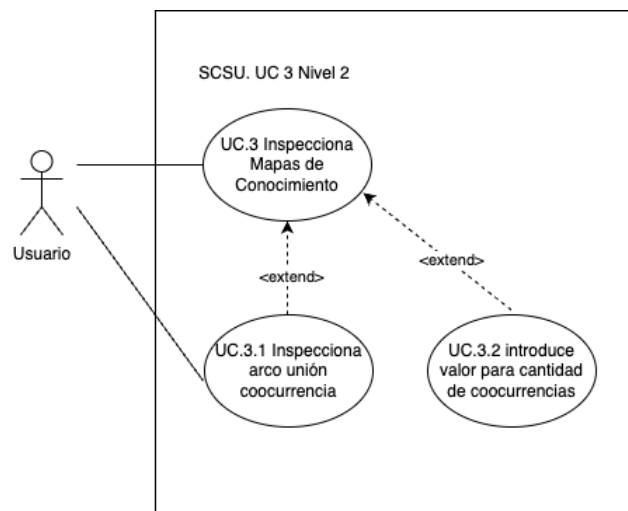 SCSU. UC 3 Nivel 2
UC.3 Inspecciona
Mapas de
Conocimiento
Usuario
<extend>
<extend>
UC.3.1 Inspecciona
arco unión
coocurrencia
UC.3.2 introduce
valor para cantidad
de coocurrencias